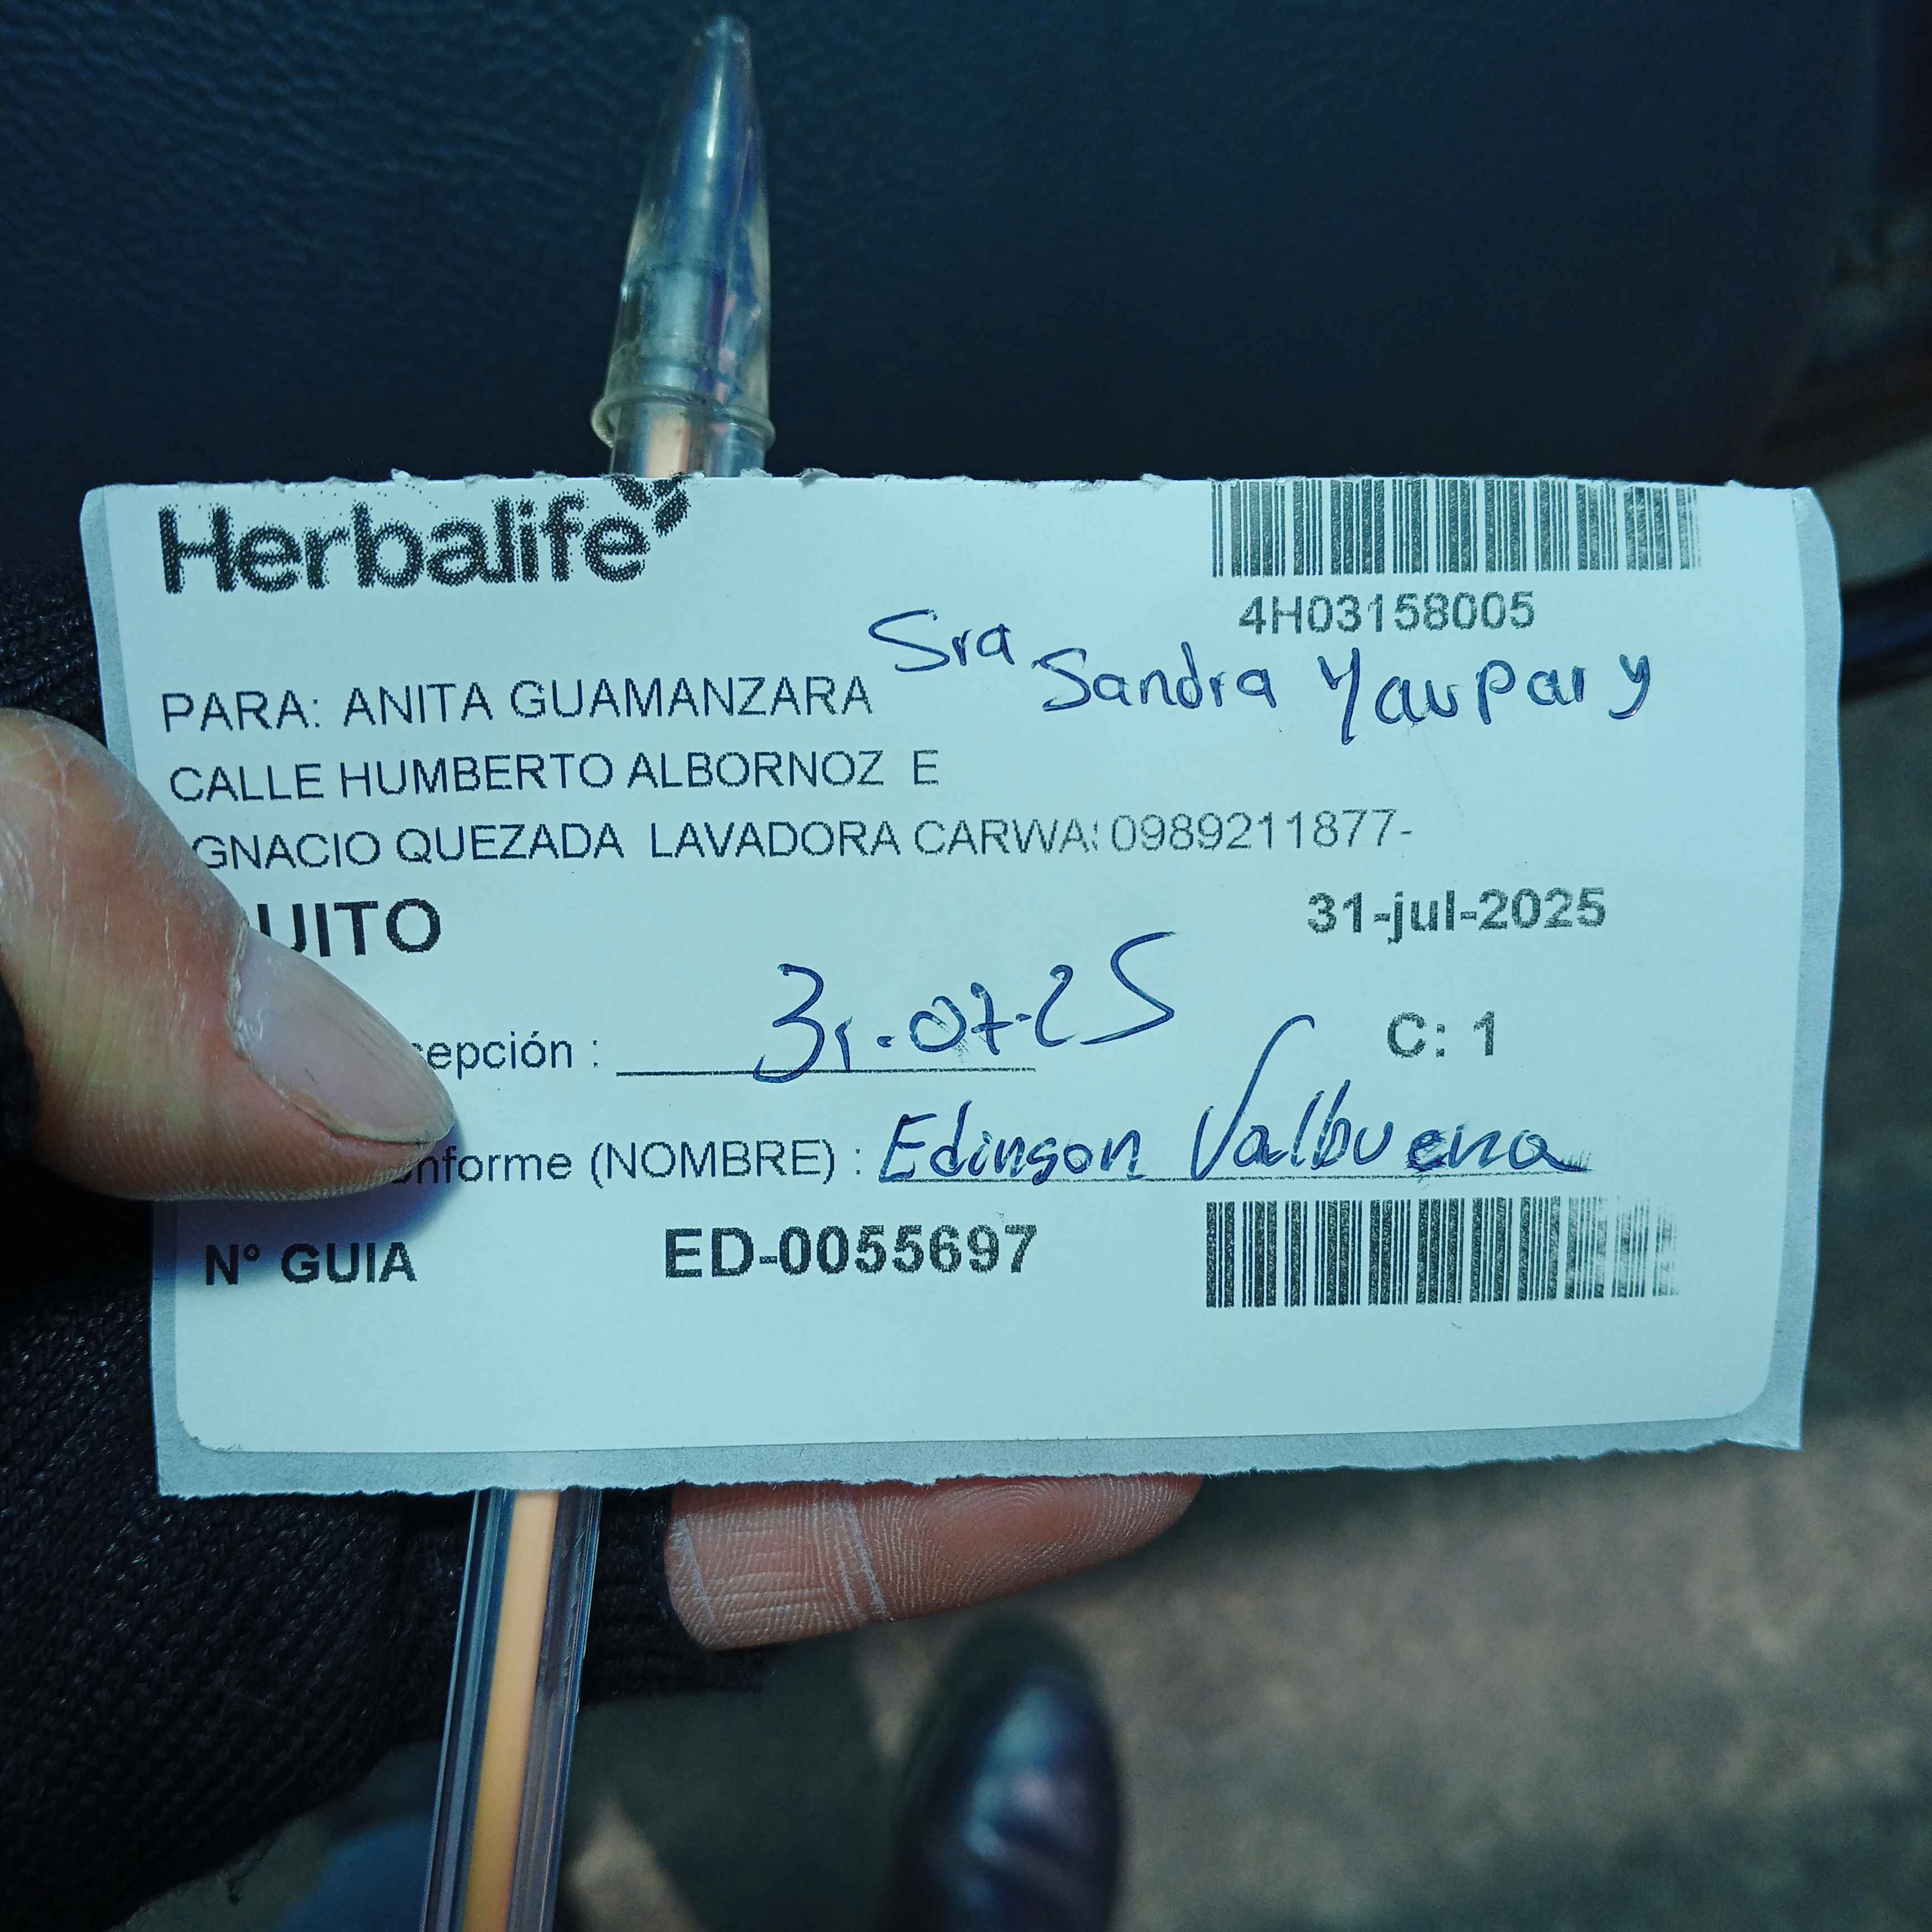 Herbalife
4H03158005
Sra Sandra Yaupary
PARA: ANITA GUAMANZARA
CALLE HUMBERTO ALBORNOZ E
GNACIO QUEZADA LAVADORA CARWA 0989211877-
UITO
31-jul-2025
cepción : 31-07-25
C: 1
nforme (NOMBRE) : Edinson Valbuena
N° GUIA ED-0055697